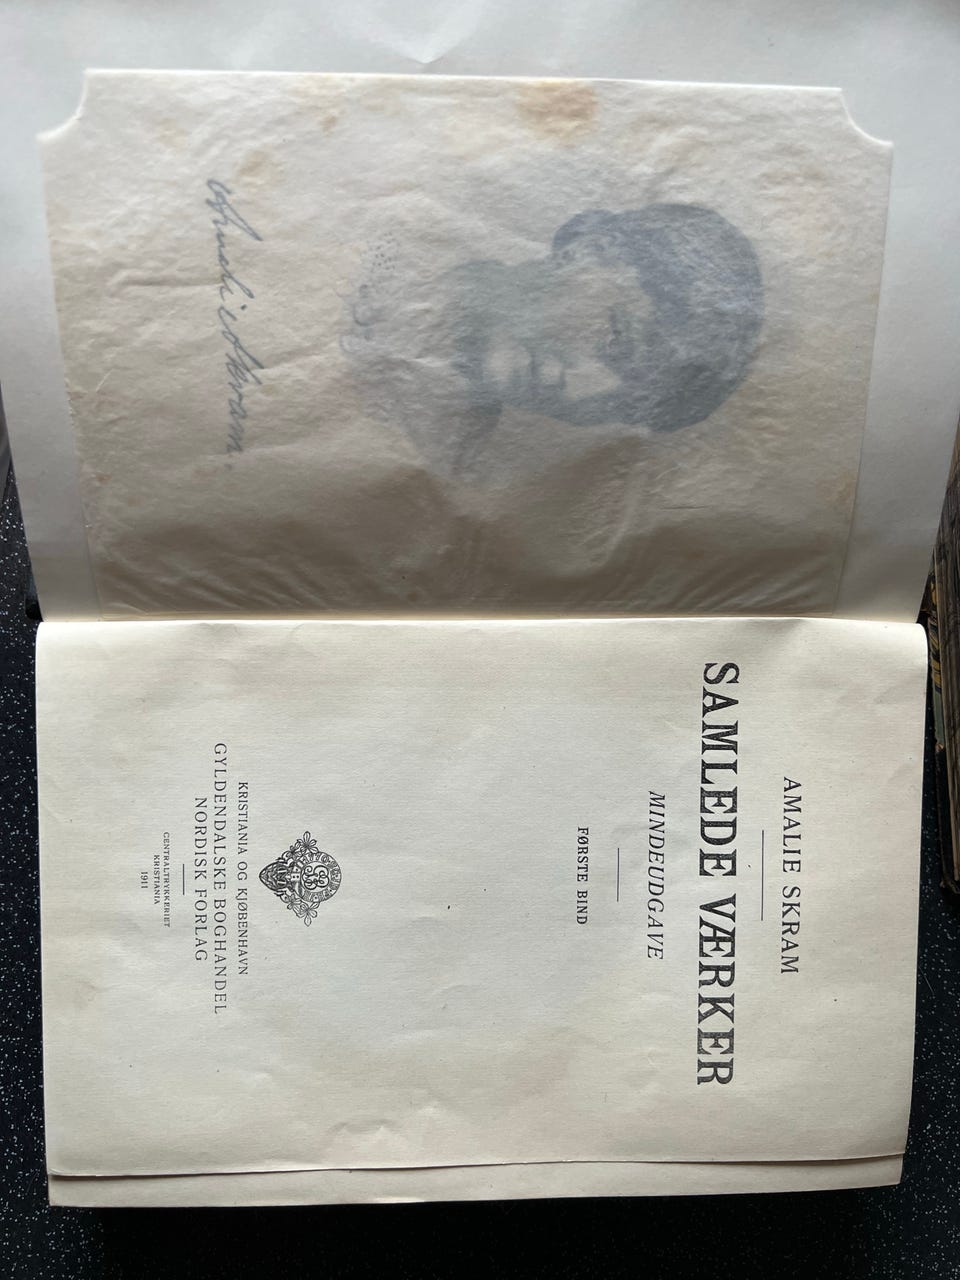 Amalie Skram.
AMALIE SKRAM
SAMLEDE VÆRKER
MINDEUDGAVE
FØRSTE BIND
KRISTIANIA OG KJØBENHAVN
GYLDENDALSKE BOGHANDEL
NORDISK FORLAG
CENTRALTRYKKERIET
KRISTIANIA
1911